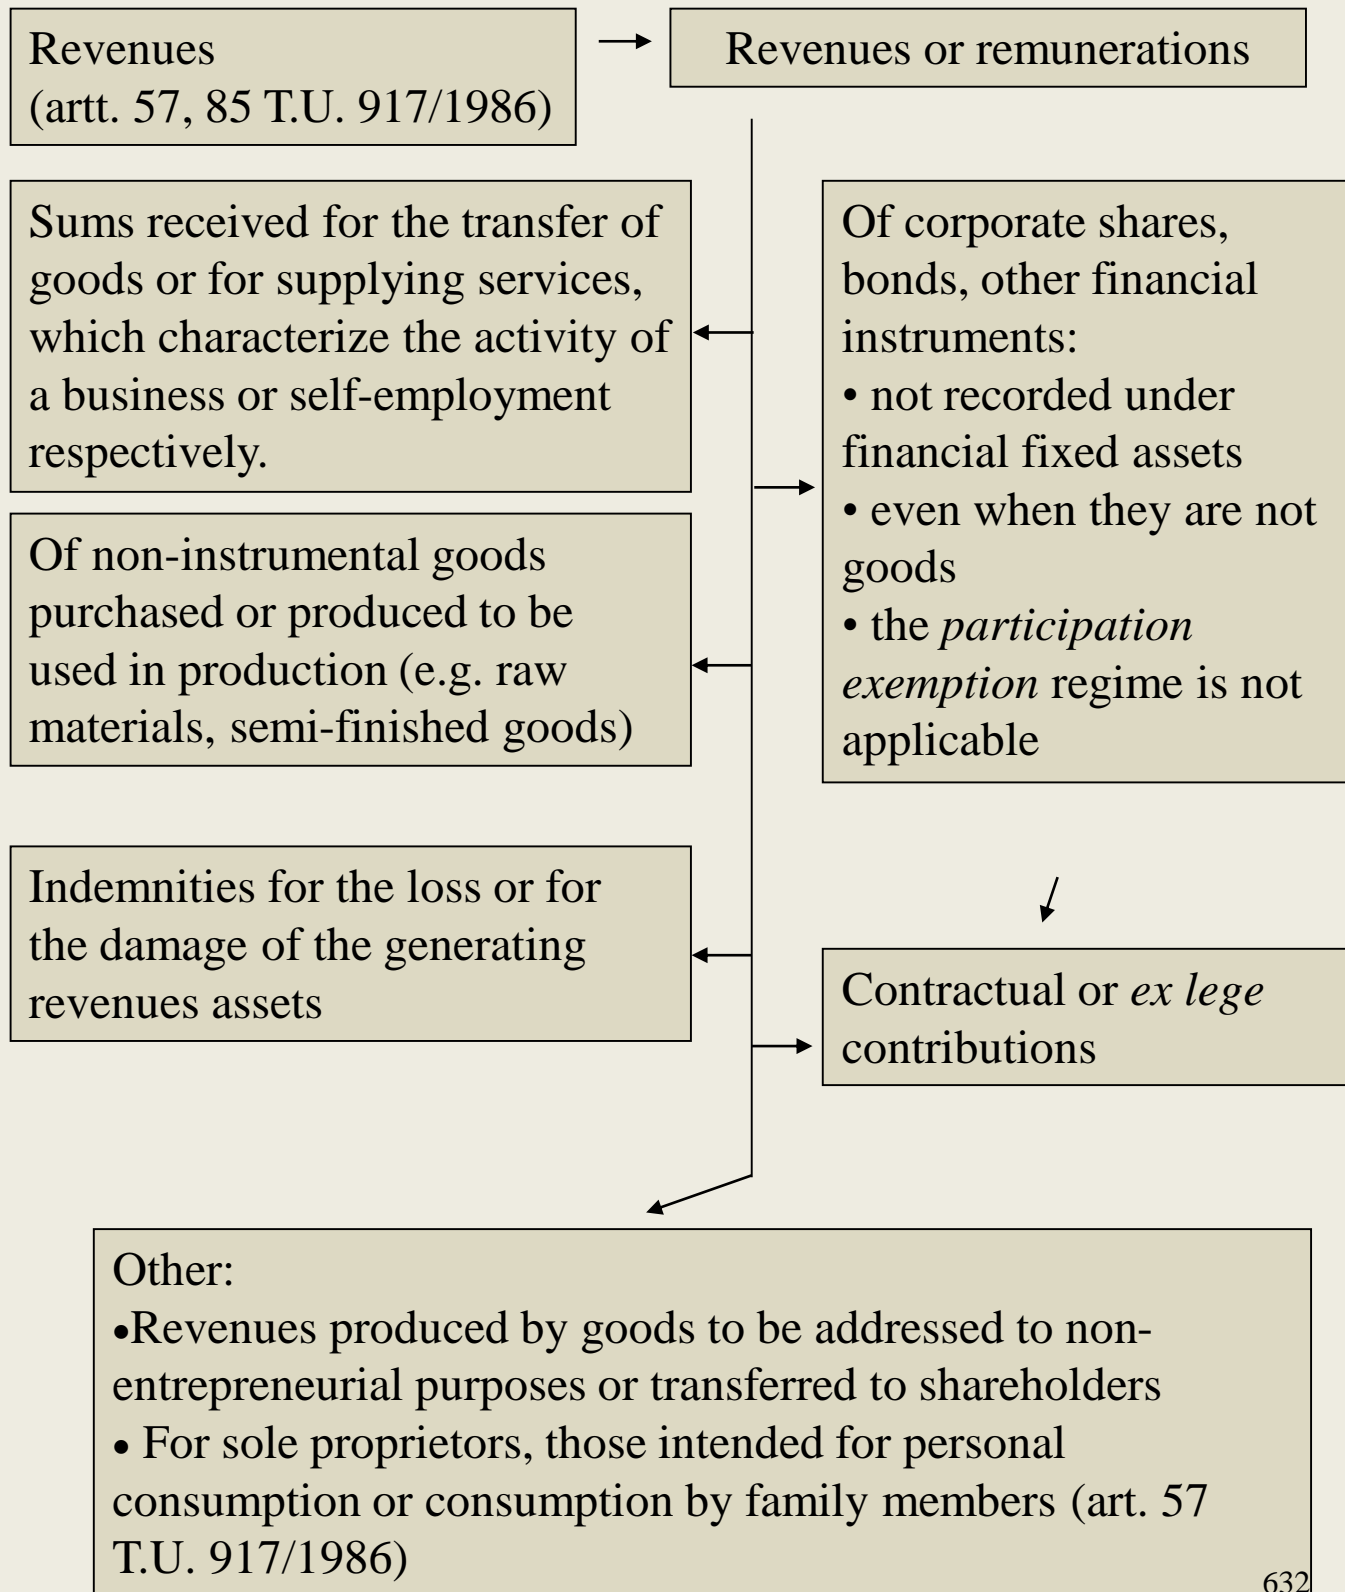 Revenues
(artt. 57, 85 T.U. 917/1986)
Revenues or remunerations
Sums received for the transfer of
goods or for supplying services,
which characterize the activity of
a business or self-employment
respectively.
Of non-instrumental goods
purchased or produced to be
used in production (e.g. raw
materials, semi-finished goods)
Indemnities for the loss or for
the damage of the generating
revenues assets
Of corporate shares,
bonds, other financial
instruments:
• not recorded under
financial fixed assets
• even when they are not
goods
• the participation
exemption regime is not
applicable
Contractual or ex lege
contributions
Other:
•Revenues produced by goods to be addressed to non-
entrepreneurial purposes or transferred to shareholders
• For sole proprietors, those intended for personal
consumption or consumption by family members (art. 57
T.U. 917/1986)
632